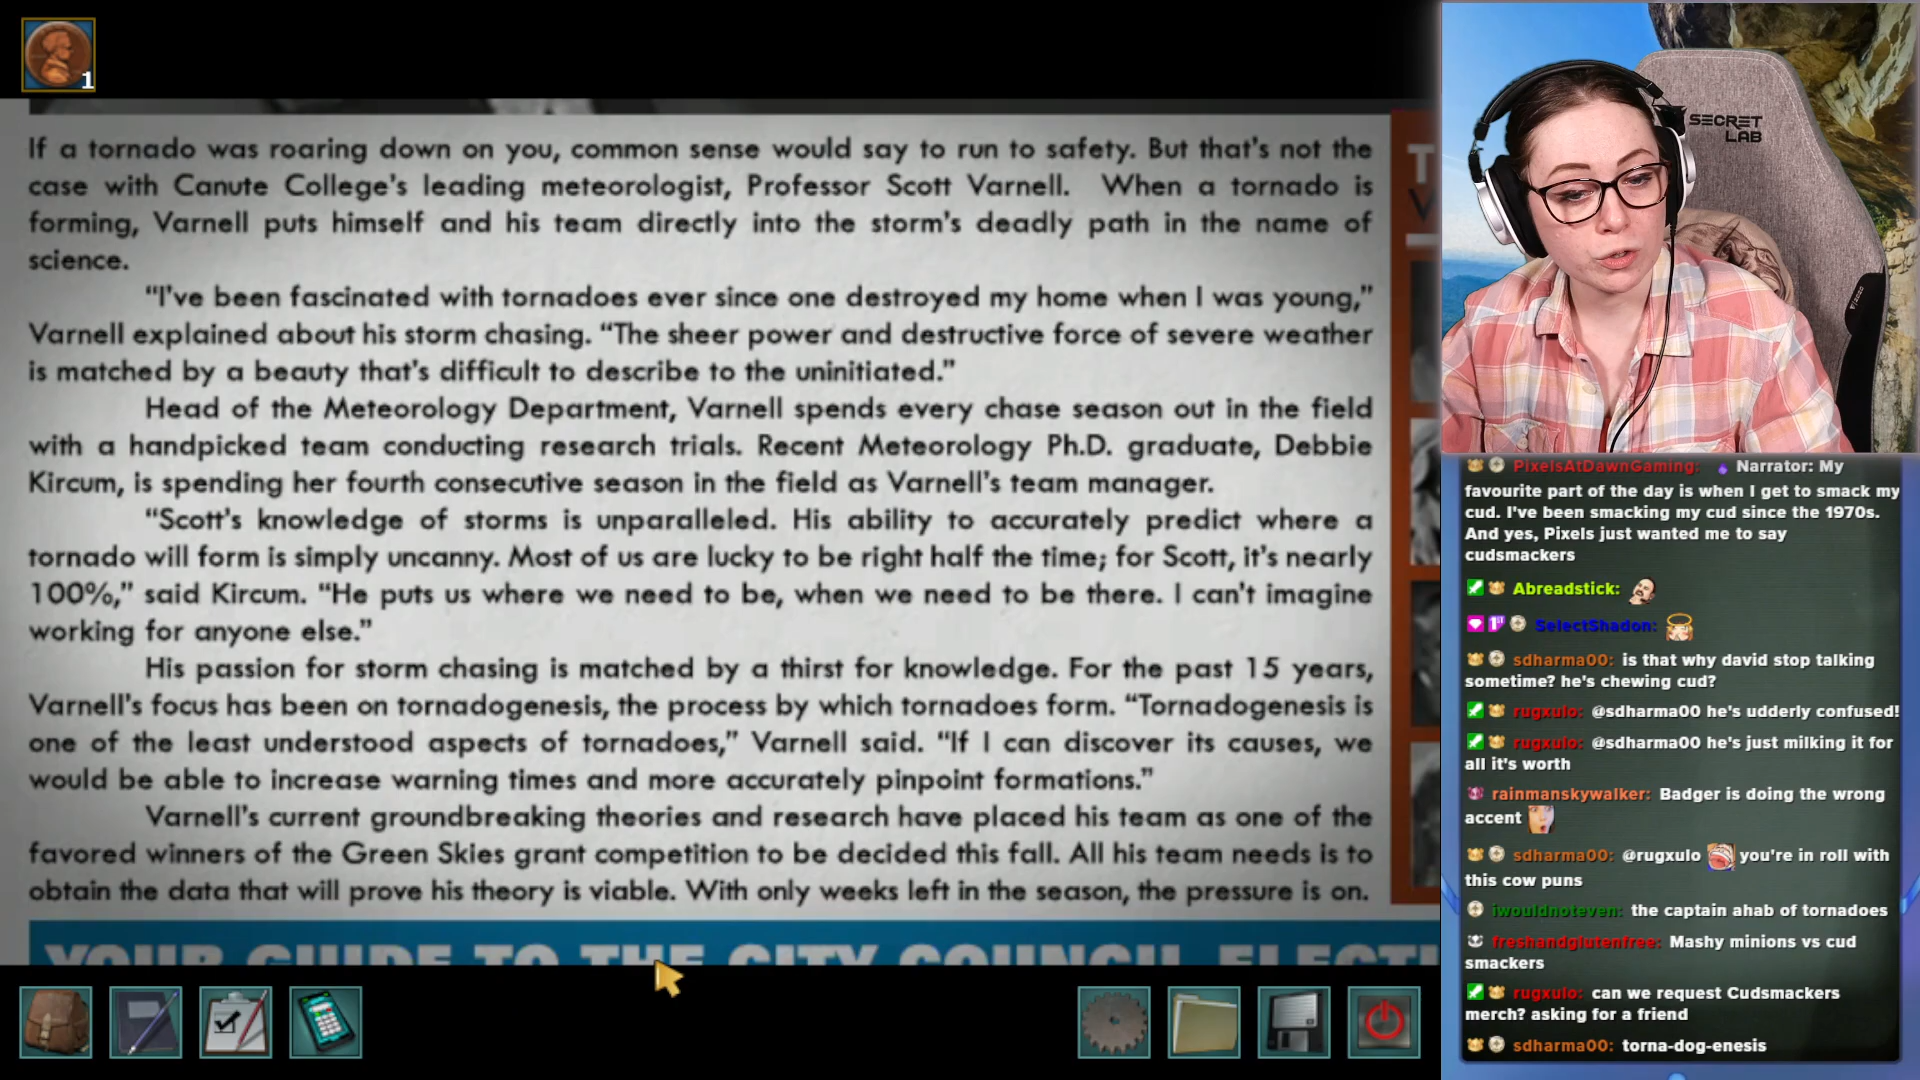 1
If a tornado was roaring down on you, common sense would say to run to safety. But that's not the
case with Canute College's leading meteorologist, Professor Scott Varnell. When a tornado is
forming, Varnell puts himself and his team directly into the storm's deadly path in the name of
science.
“I've been fascinated with tornadoes ever since one destroyed my home when I was young,”
Varnell explained about his storm chasing. “The sheer power and destructive force of severe weather
is matched by a beauty that's difficult to describe to the uninitiated.”
Head of the Meteorology Department, Varnell spends every chase season out in the field
with a handpicked team conducting research trials. Recent Meteorology Ph.D. graduate, Debbie
Kircum, is spending her fourth consecutive season in the field as Varnell's team manager.
“Scott's knowledge of storms is unparalleled. His ability to accurately predict where a
tornado will form is simply uncanny. Most of us are lucky to be right half the time; for Scott, it's nearly
100%,” said Kircum. “He puts us where we need to be, when we need to be there. I can't imagine
working for anyone else.”
His passion for storm chasing is matched by a thirst for knowledge. For the past 15 years,
Varnell's focus has been on tornadogenesis, the process by which tornadoes form. “Tornadogenesis is
one of the least understood aspects of tornadoes,” Varnell said. “If I can discover its causes, we
would be able to increase warning times and more accurately pinpoint formations.”
Varnell's current groundbreaking theories and research have placed his team as one of the
favored winners of the Green Skies grant competition to be decided this fall. All his team needs is to
obtain the data that will prove his theory is viable. With only weeks left in the season, the pressure is on.
YOUR GUIDE TO THE CITY COUNCIL ELECTI
SECRET
LAB
PixelsAtDawnGaming: Narrator: My
favourite part of the day is when I get to smack my
cud. I've been smacking my cud since the 1970s.
And yes, Pixels just wanted me to say
cudsmackers
Abreadstick:
SelectShadon:
sdharma00: is that why david stop talking
sometime? he's chewing cud?
rugxulo: @sdharma00 he's udderly confused!
rugxulo: @sdharma00 he's just milking it for
all it's worth
rainmanskywalker: Badger is doing the wrong
accent
sdharma00: @rugxulo you're in roll with
this cow puns
iwouldnoteven: the captain ahab of tornadoes
freshandglutenfree: Mashy minions vs cud
smackers
rugxulo: can we request Cudsmackers
merch? asking for a friend
sdharma00: torna-dog-enesis